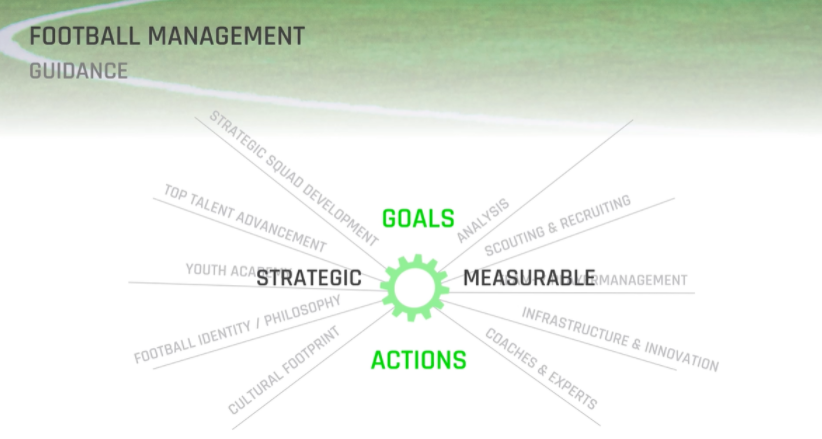 FOOTBALL MANAGEMENT
GUIDANCE
STRATEGIC SQUAD DEVELOPMENT
TOP TALENT ADVANCEMENT
YOUTH
STRATEGIC
FOOTBALL IDENTITY / PHILOSOPHY
CULTURAL FOOTPRINT
GOALS
ACTIONS
ANALYSIS
SCOUTING & RECRUITING
MEASURABLE
INFRASTRUCTURE & INNOVATION
COACHES & EXPERTS